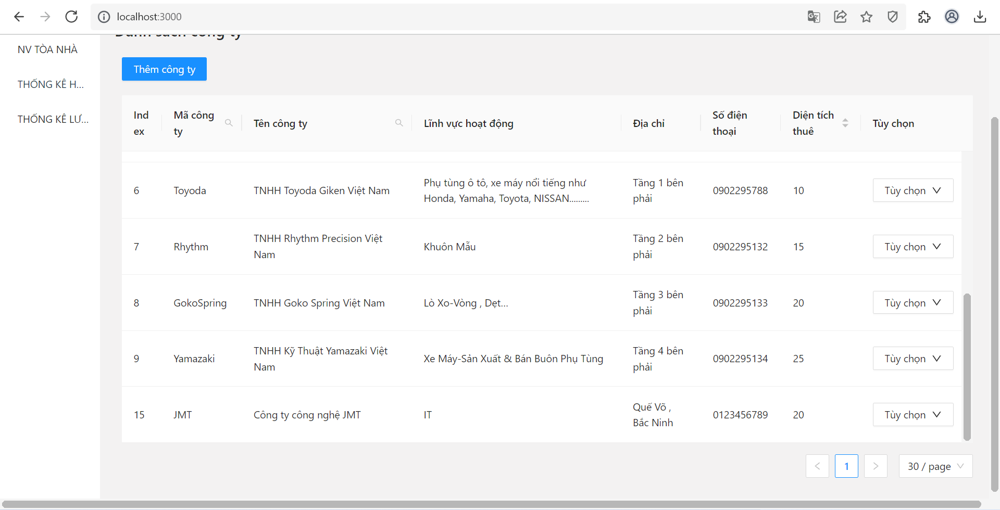 localhost:3000
Danh sách công ty
NV TÒA NHÀ
THỐNG KÊ H...
THỐNG KÊ LƯ...
Thêm công ty
Ind
ex
Mã công
ty
Tên công ty
Lĩnh vực hoạt động
Địa chỉ
Số điện
thoại
Diện tích
thuê
Tùy chọn
6
Toyoda
TNHH Toyoda Giken Việt Nam
Phụ tùng ô tô, xe máy nổi tiếng như
Honda, Yamaha, Toyota, NISSAN.........
Tầng 1 bên
phải
0902295788
10
Tùy chọn
7
Rhythm
TNHH Rhythm Precision Việt
Nam
Khuôn Mẫu
Tầng 2 bên
phải
0902295132
15
Tùy chọn
8
GokoSpring
TNHH Goko Spring Việt Nam
Lò Xo-Vòng , Dẹt...
Tầng 3 bên
phải
0902295133
20
Tùy chọn
9
Yamazaki
TNHH Kỹ Thuật Yamazaki Việt
Nam
Xe Máy-Sản Xuất & Bán Buôn Phụ Tùng
Tầng 4 bên
phải
0902295134
25
Tùy chọn
15
JMT
Công ty công nghệ JMT
IT
Quế Võ ,
Bắc Ninh
0123456789
20
Tùy chọn
1
30 / page